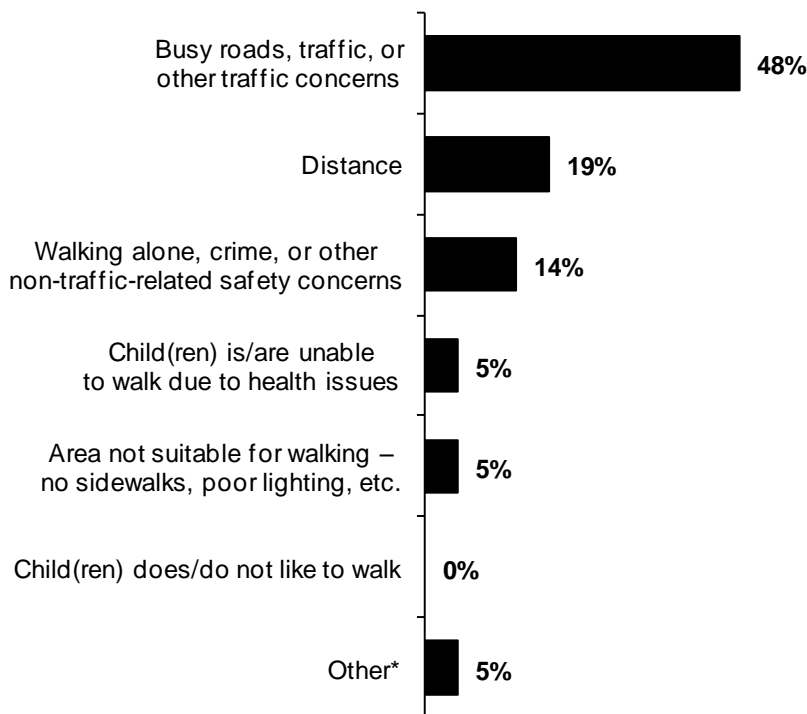 Busy roads, traffic, or
other traffic concerns
48%
Distance
19%
Walking alone, crime, or other
non-traffic-related safety concerns
14%
Child(ren) is/are unable
to walk due to health issues
5%
Area not suitable for walking –
no sidewalks, poor lighting, etc.
5%
Child(ren) does/do not like to walk
0%
Other*
5%